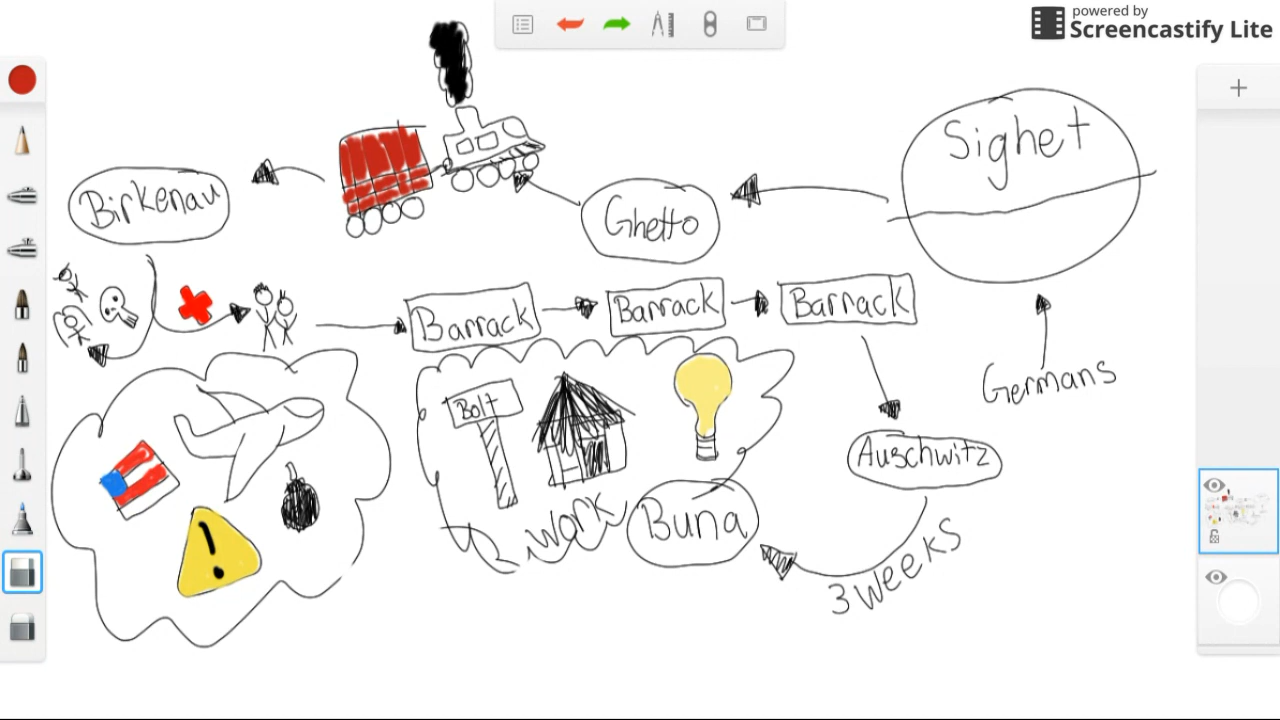 powered by
Screencastify Lite
Sighet
Birkenau
Ghetto
Barrack
Barrack
Barrack
Germans
Bolt
Auschwitz
work
Buna
3 weeks